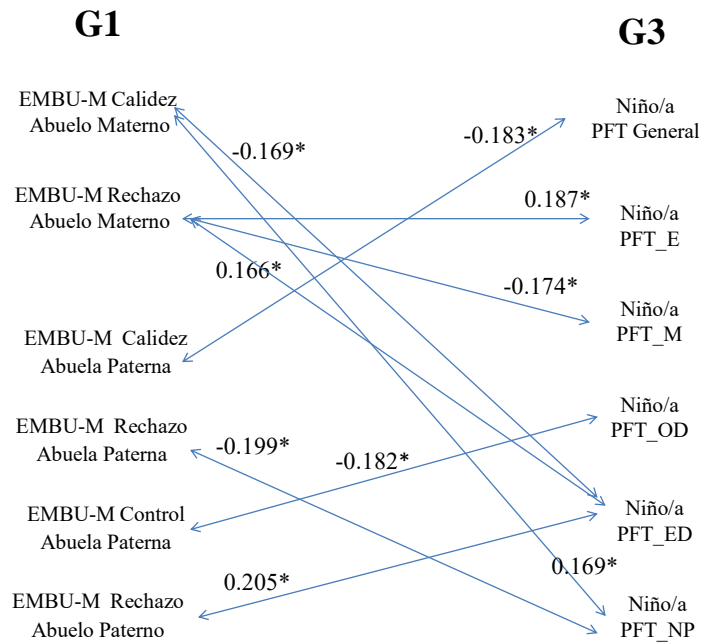 G1
G3
EMBU-M Calidez
Abuelo Materno
EMBU-M Rechazo
Abuelo Materno
EMBU-M Calidez
Abuela Paterna
EMBU-M Rechazo
Abuela Paterna
EMBU-M Control
Abuela Paterna
EMBU-M Rechazo
Abuelo Paterno
-0.169*
-0.183*
0.187*
0.166*
-0.174*
-0.199*
-0.182*
0.169*
0.205*
Niño/a
PFT General
Niño/a
PFT_E
Niño/a
PFT_M
Niño/a
PFT_OD
Niño/a
PFT_ED
Niño/a
PFT_NP